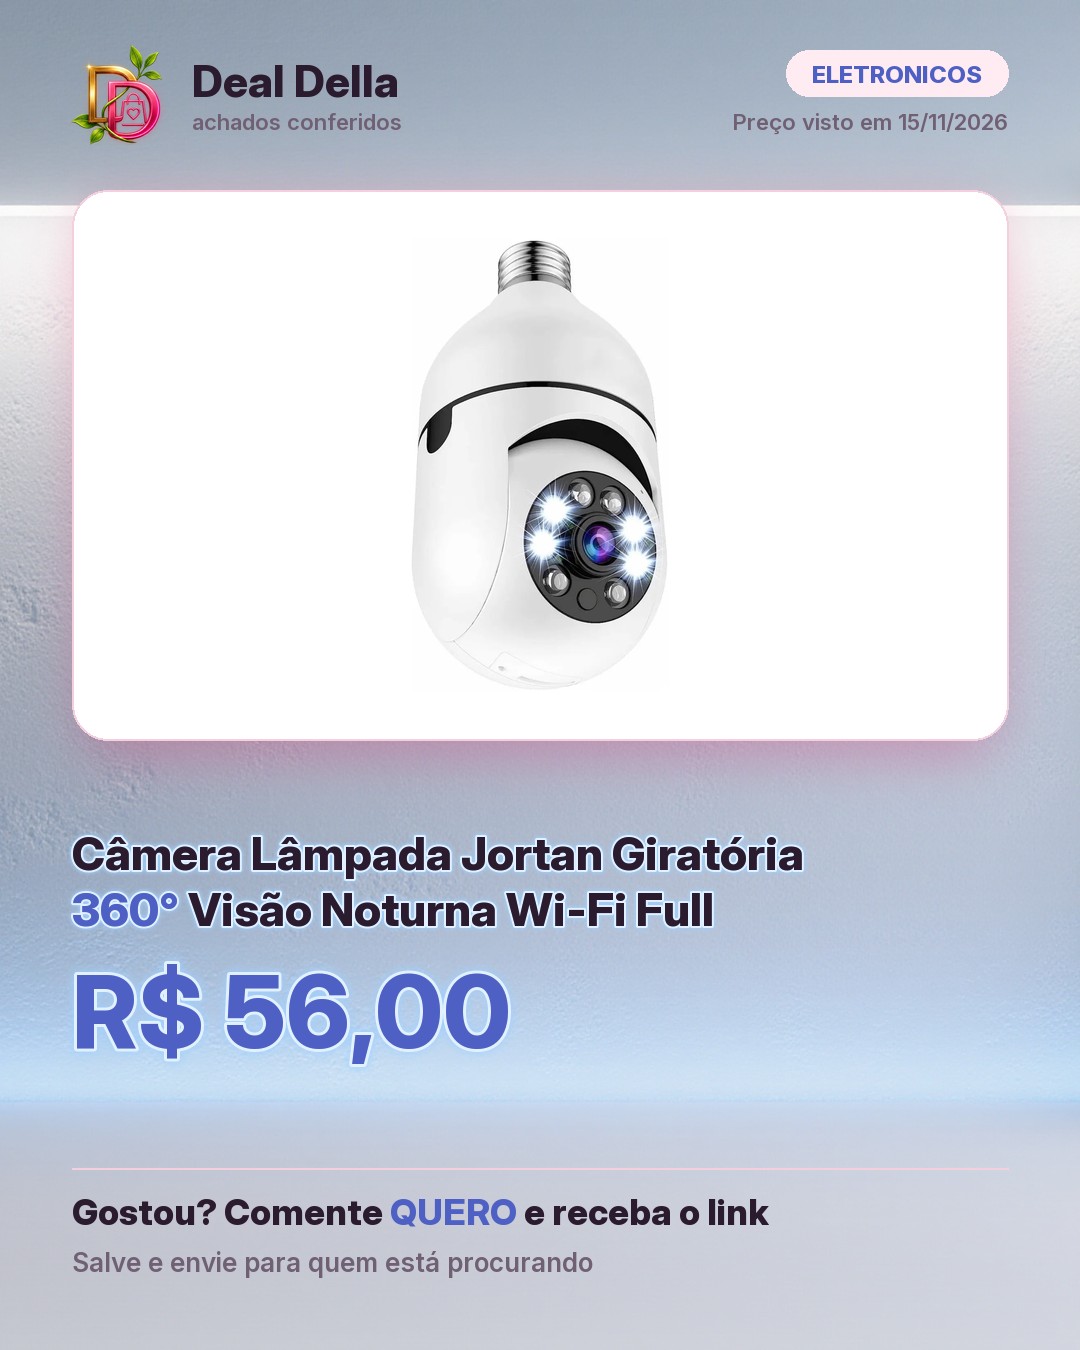 Deal Della
achados conferidos
ELETRONICOS
Preço visto em 15/11/2026
Câmera Lâmpada Jortan Giratória
360° Visão Noturna Wi-Fi Full
R$ 56,00
Gostou? Comente QUERO e receba o link
Salve e envie para quem está procurando